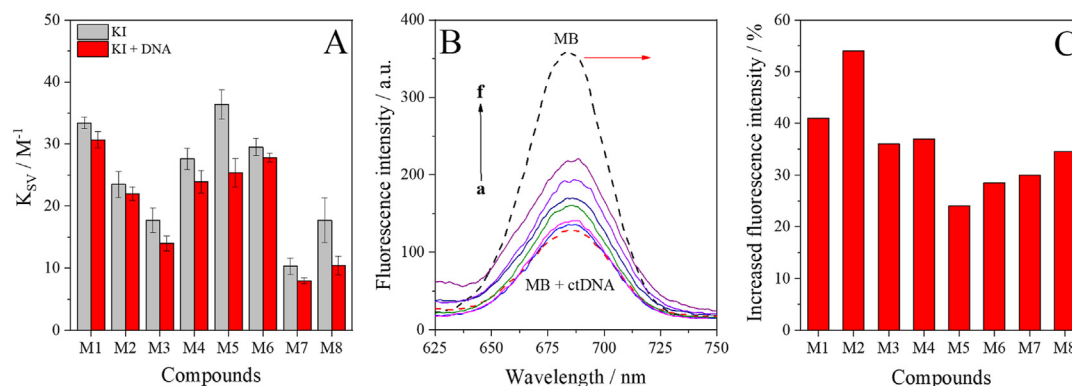 A
KI
KI + DNA
K_SV / M^-1
50
40
30
20
10
0
M1 M2 M3 M4 M5 M6 M7 M8
Compounds
B
MB
f
a
MB + ctDNA
Fluorescence intensity / a.u.
400
300
200
100
0
625 650 675 700 725 750
Wavelength / nm
C
Increased fluorescence intensity / %
60
50
40
30
20
10
0
M1 M2 M3 M4 M5 M6 M7 M8
Compounds